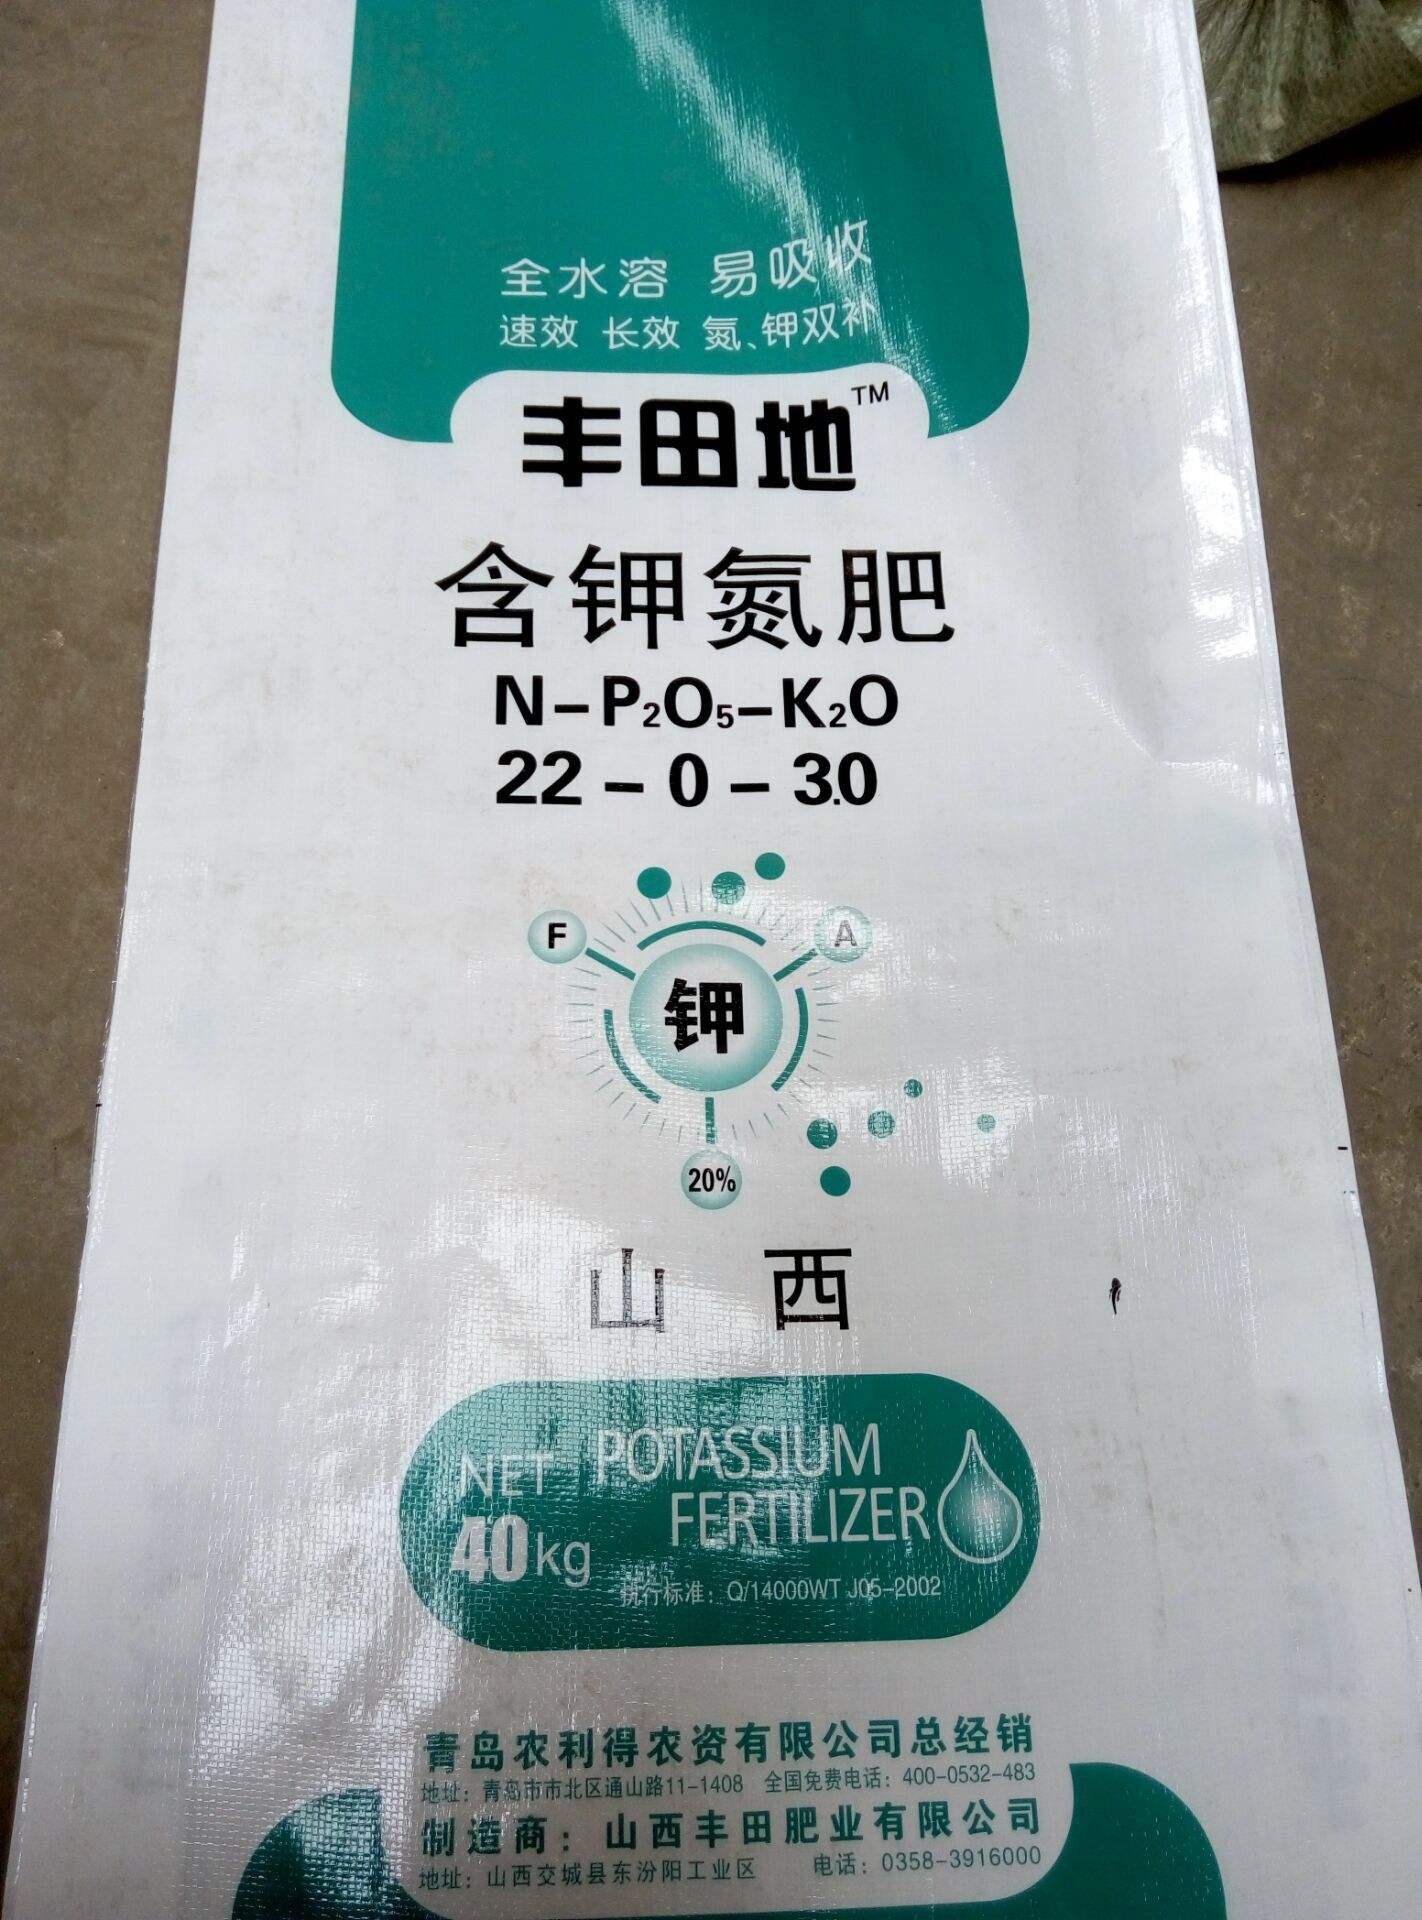 全水溶 易吸收
速效 长效 氮、钾双补
丰田地™
含钾氮肥
N-P₂O₅-K₂O
22-0-3.0
F
A
钾
20%
山西
NET
40kg
POTASSIUM
FERTILIZER
执行标准：Q/14000WT J05-2002
青岛农利得农资有限公司总经销
地址：青岛市市北区通山路11-1408 全国免费电话：400-0532-483
制造商：山西丰田肥业有限公司
地址：山西交城县东汾阳工业区 电话：0358-3916000